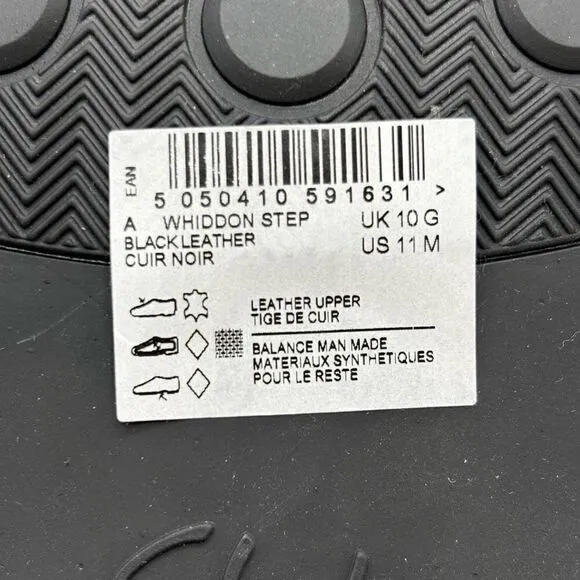 EAN
5 050410 591631 >
A WHIDDON STEP UK 10 G
BLACK LEATHER US 11 M
CUIR NOIR
LEATHER UPPER
TIGE DE CUIR
BALANCE MAN MADE
MATERIAUX SYNTHETIQUES
POUR LE RESTE